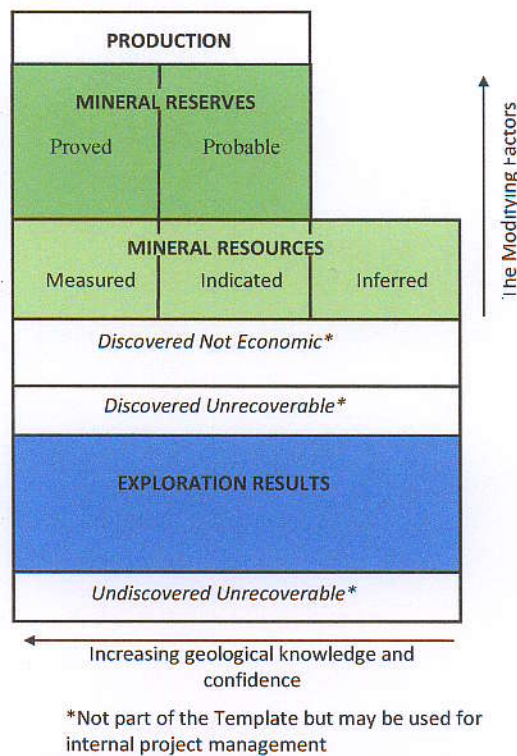 PRODUCTION
MINERAL RESERVES
Proved Probable
MINERAL RESOURCES
Measured Indicated Inferred
Discovered Not Economic*
Discovered Unrecoverable*
EXPLORATION RESULTS
Undiscovered Unrecoverable*
The Modifying Factors
Increasing geological knowledge and
confidence
*Not part of the Template but may be used for
internal project management